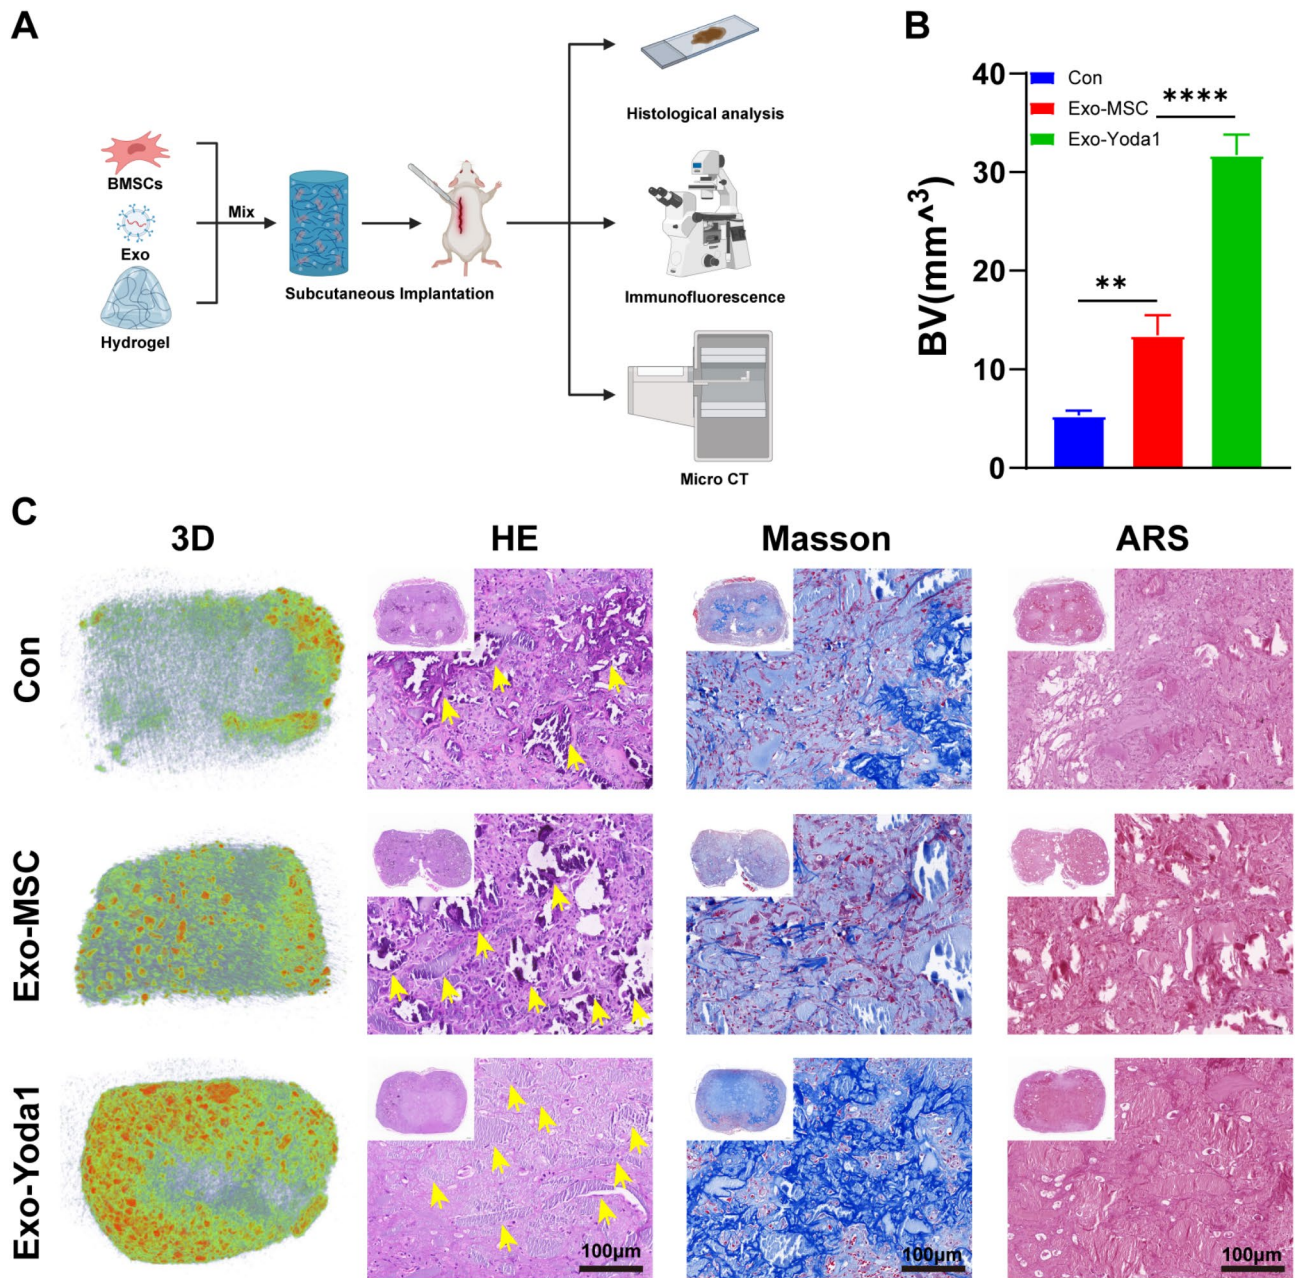 A
BMSCs
Exo
Hydrogel
Mix
Subcutaneous Implantation
Histological analysis
Immunofluorescence
Micro CT
B
BV(mm^3)
40
30
20
10
0
Con
Exo-MSC
Exo-Yoda1
**
****
C
3D
HE
Masson
ARS
Con
Exo-MSC
Exo-Yoda1
100μm
100μm
100μm